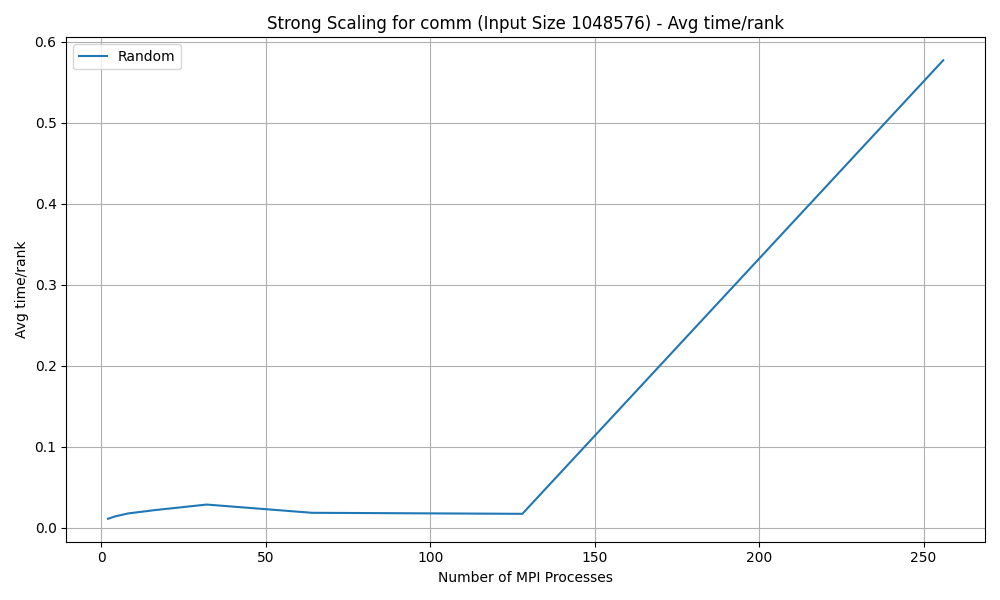 Strong Scaling for comm (Input Size 1048576) - Avg time/rank
Random
Avg time/rank
0.6
0.5
0.4
0.3
0.2
0.1
0.0
0 50 100 150 200 250
Number of MPI Processes